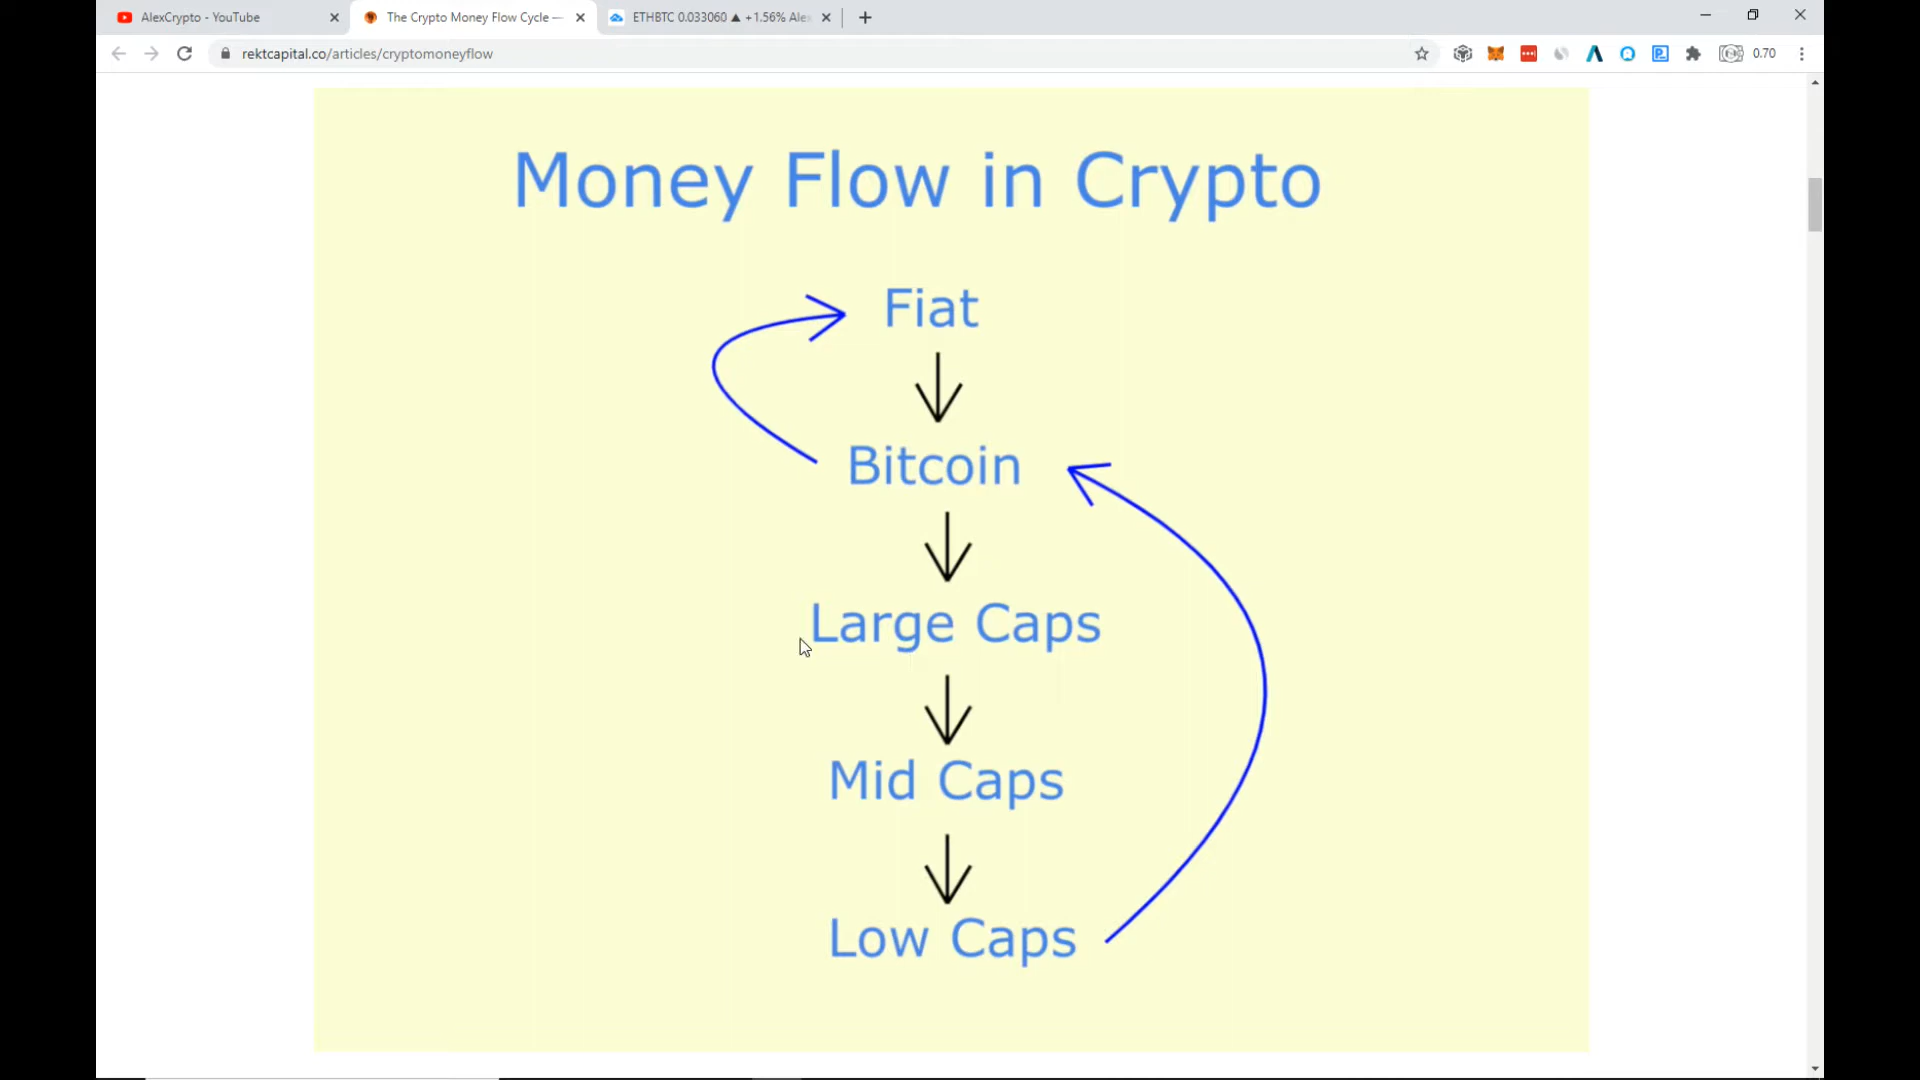 AlexCrypto - YouTube
The Crypto Money Flow Cycle —
ETHBTC 0.033060 ▲ +1.56% Ale
rektcapital.co/articles/cryptomoneyflow
0.70
Money Flow in Crypto
Fiat
Bitcoin
Large Caps
Mid Caps
Low Caps